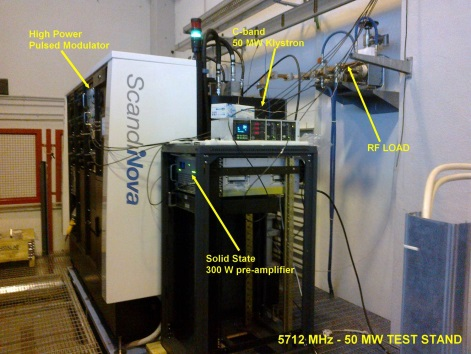 High Power
Pulsed Modulator
C-band
50 MW Klystron
ScandiNova
RF LOAD
Solid State
300 W pre-amplifier
5712 MHz - 50 MW TEST STAND